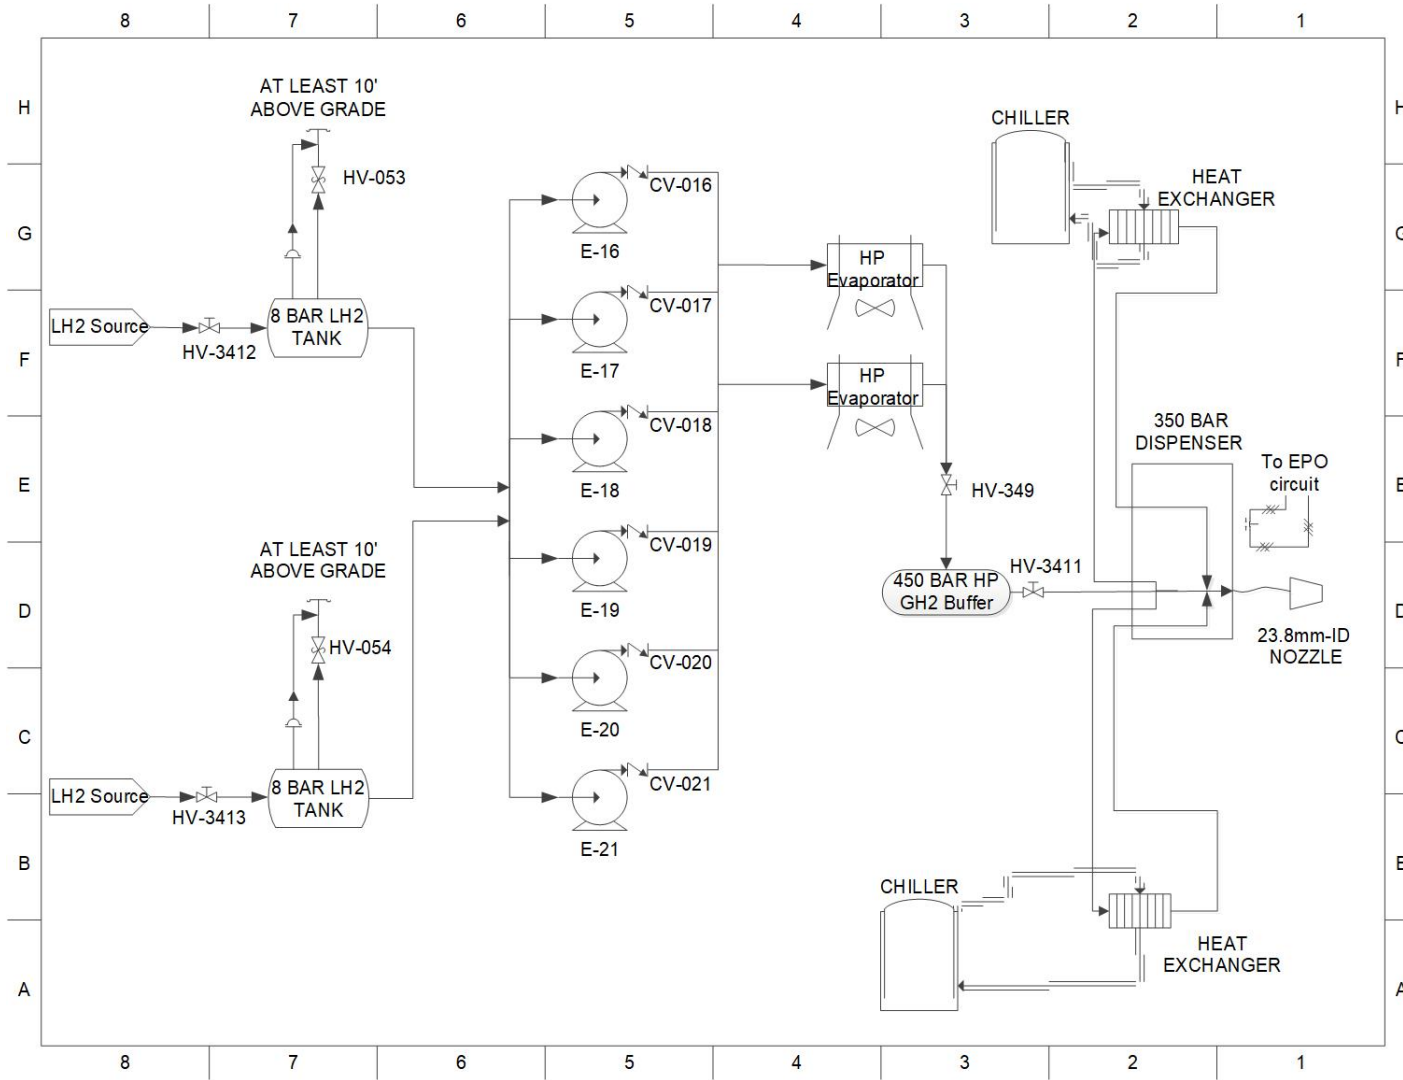 8 7 6 5 4 3 2 1
H
AT LEAST 10'
ABOVE GRADE
HV-053
CHILLER
HEAT
EXCHANGER
H
G
CV-016
E-16
HP
Evaporator
G
LH2 Source
HV-3412
8 BAR LH2
TANK
CV-017
E-17
F
HP
Evaporator
F
CV-018
E-18
350 BAR
DISPENSER
To EPO
circuit
E
HV-349
E
AT LEAST 10'
ABOVE GRADE
HV-054
CV-019
E-19
450 BAR HP
GH2 Buffer
HV-3411
D
23.8mm-ID
NOZZLE
D
CV-020
E-20
C
C
LH2 Source
HV-3413
8 BAR LH2
TANK
CV-021
E-21
B
B
CHILLER
HEAT
EXCHANGER
A
A
8 7 6 5 4 3 2 1